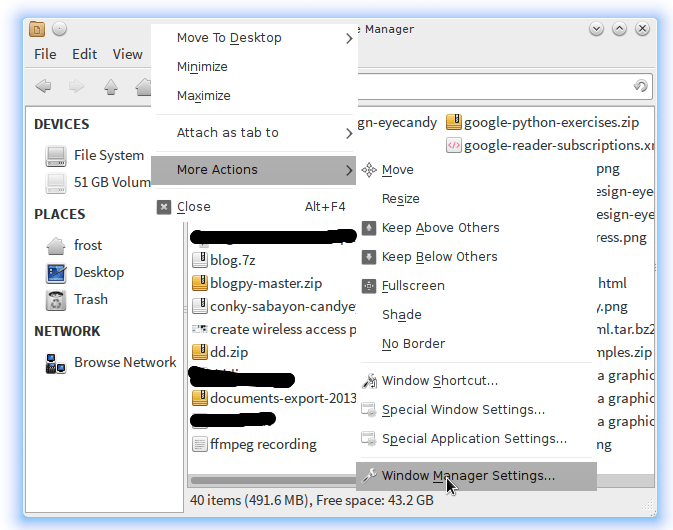 e Manager
File Edit View
Move To Desktop
Minimize
Maximize
Attach as tab to
More Actions
Close Alt+F4
DEVICES
File System
51 GB Volum
PLACES
frost
Desktop
Trash
NETWORK
Browse Network
gn-eyecandy
google-python-exercises.zip
google-reader-subscriptions.xm
Move
Resize
Keep Above Others
Keep Below Others
Fullscreen
Shade
No Border
Window Shortcut...
Special Window Settings...
Special Application Settings...
Window Manager Settings...
png
esign-eye
esign-eye
ress.png
html
y.png
ml.tar.bz2
mples.zip
a graphic
a graphic
a graphic
ng
blog.7z
blogpy-master.zip
conky-sabayon-candye
create wireless access p
dd.zip
documents-export-2013
ffmpeg recording
40 items (491.6 MB), Free space: 43.2 GB